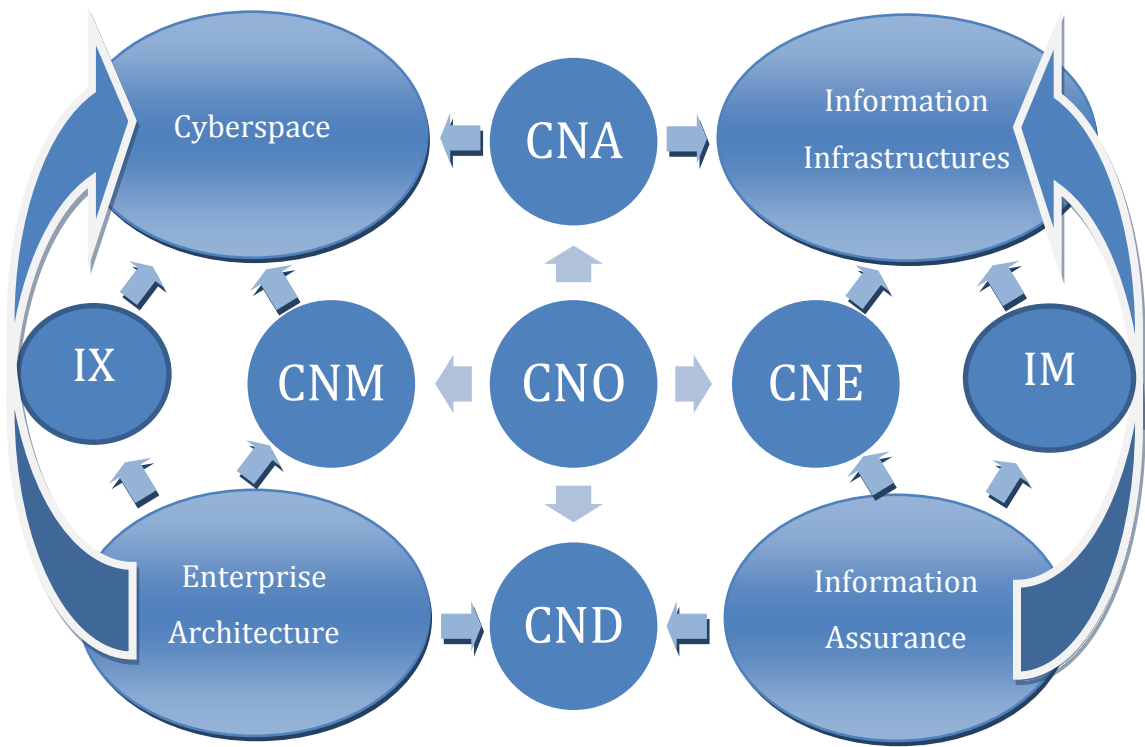 Cyberspace
CNA
Information
Infrastructures
IX
CNM
CNO
CNE
IM
Enterprise
Architecture
CND
Information
Assurance